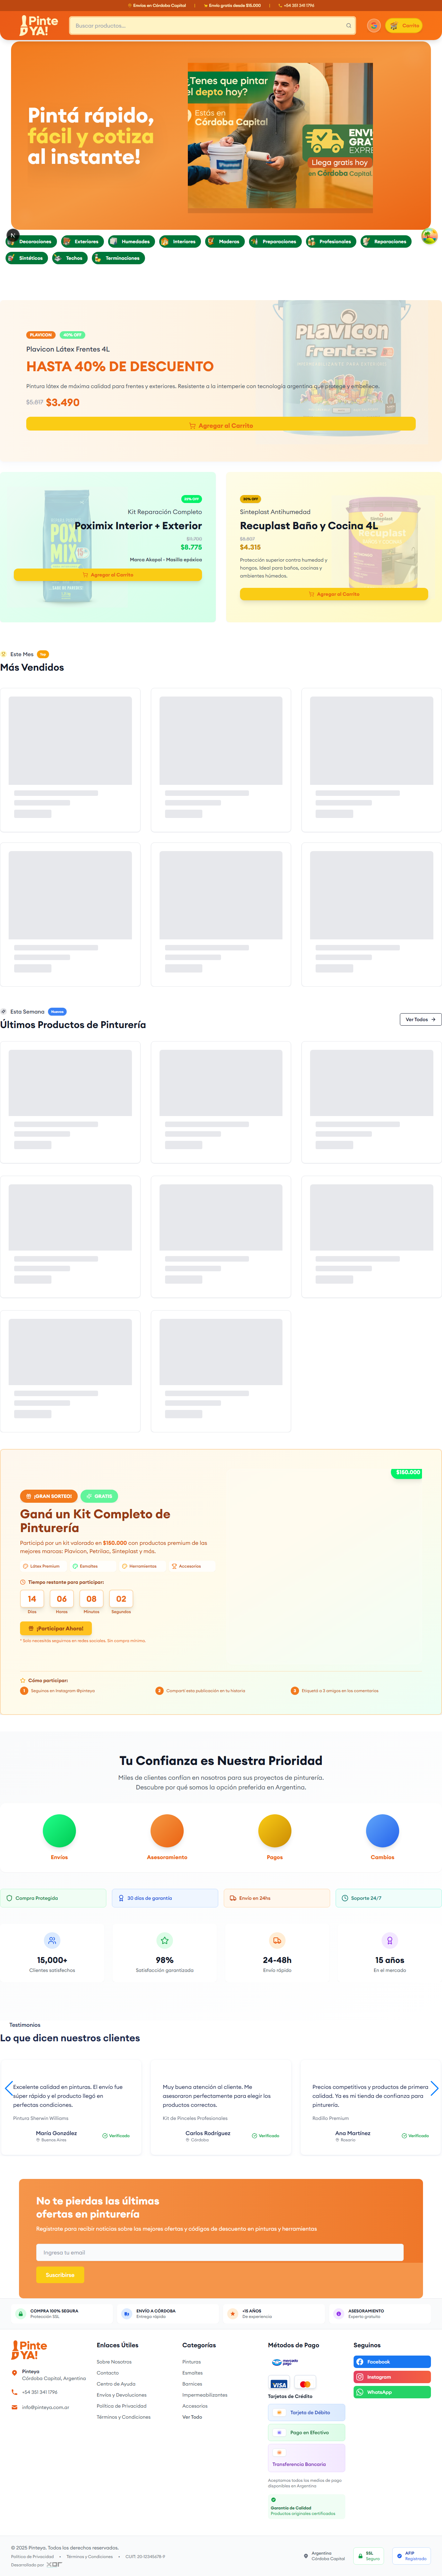 Envíos en Córdoba Capital | Envío gratis desde $15.000 | +54 351 341 1796
Pinte YA!
Buscar productos...
Carrito
Pintá rápido,
fácil y cotiza
al instante!
¿Tenes que pintar
el depto hoy?
Estás en
Córdoba Capital
ENVIO
GRATIS
EXPRESS
Llega gratis hoy
en Córdoba Capital.
N
Decoraciones
Exteriores
Humedades
Interiores
Maderas
Preparaciones
Profesionales
Reparaciones
Sintéticos
Techos
Terminaciones
PLAVICON
40% OFF
Plavicon Látex Frentes 4L
HASTA 40% DE DESCUENTO
Pintura látex de máxima calidad para frentes y exteriores. Resistente a la intemperie con tecnología argentina que protege y embellece.
$5.817 $3.490
Agregar al Carrito
Plavicon
Frentes
Kit Reparación Completo
Poximix Interior + Exterior
$8.775
Marca Akapol - Masilla epóxica
Agregar al Carrito
POXI
MIX
Sinteplast Antihumedad
Recuplast Baño y Cocina 4L
$4.315
Protección superior contra humedad y
hongos. Ideal para baños, cocinas y
ambientes húmedos.
Agregar al Carrito
Este Mes
Top
Más Vendidos
Esta Semana
Nuevos
Últimos Productos de Pinturería
Ver Todos
$150.000
¡GRAN SORTEO!
GRATIS
Ganá un Kit Completo de
Pinturería
Participá por un kit valorado en $150.000 con productos premium de las
mejores marcas: Plavicon, Petrilac, Sinteplast y más.
Látex Premium
Esmaltes
Herramientas
Accesorios
Tiempo restante para participar:
14 06 08 02
Días Horas Minutos Segundos
¡Participar Ahora!
* Solo necesitás seguirnos en redes sociales. Sin compra mínima.
Cómo participar:
1 Seguinos en Instagram @pinteya
2 Compartí esta publicación en tu historia
3 Etiquetá a 3 amigos en los comentarios
Tu Confianza es Nuestra Prioridad
Miles de clientes confían en nosotros para sus proyectos de pinturería.
Descubre por qué somos la opción preferida en Argentina.
Envíos
Asesoramiento
Pagos
Cambios
Compra Protegida
30 días de garantía
Envío en 24hs
Soporte 24/7
15,000+
Clientes satisfechos
98%
Satisfacción garantizada
24-48h
Envío rápido
15 años
En el mercado
Testimonios
Lo que dicen nuestros clientes
Excelente calidad en pinturas. El envío fue
súper rápido y el producto llegó en
perfectas condiciones.
Pintura Sherwin Williams
María González
Buenos Aires
Verificado
Muy buena atención al cliente. Me
asesoraron perfectamente para elegir los
productos correctos.
Kit de Pinceles Profesionales
Carlos Rodríguez
Córdoba
Verificado
Precios competitivos y productos de primera
calidad. Ya es mi tienda de confianza para
pinturería.
Rodillo Premium
Ana Martínez
Rosario
Verificado
No te pierdas las últimas
ofertas en pinturería
Regístrate para recibir noticias sobre las mejores ofertas y códigos de descuento en pinturas y herramientas
Ingresa tu email
Suscribirse
COMPRA 100% SEGURA
Protección SSL
ENVIO A CÓRDOBA
Entrega rápida
+15 AÑOS
De experiencia
ASESORAMIENTO
Experto gratuito
Pinte YA!
Pinteya
Córdoba Capital, Argentina
+54 351 341 1796
info@pinteya.com.ar
Enlaces Útiles
Sobre Nosotros
Contacto
Centro de Ayuda
Envíos y Devoluciones
Política de Privacidad
Términos y Condiciones
Categorías
Pinturas
Esmaltes
Barnices
Impermeabilizantes
Accesorios
Ver Todo
Métodos de Pago
mercado
pago
VISA
mastercard
Tarjetas de Crédito
Tarjeta de Débito
Pago en Efectivo
Transferencia Bancaria
Aceptamos todos los medios de pago
disponibles en Argentina
Garantía de Calidad
Productos originales certificados
Seguinos
Facebook
Instagram
WhatsApp
© 2025 Pinteya. Todos los derechos reservados.
Política de Privacidad • Términos y Condiciones • CUIT: 20-12345678-9
Desarrollado por
Argentina
Córdoba Capital
SSL
Seguro
AFIP
Registrado